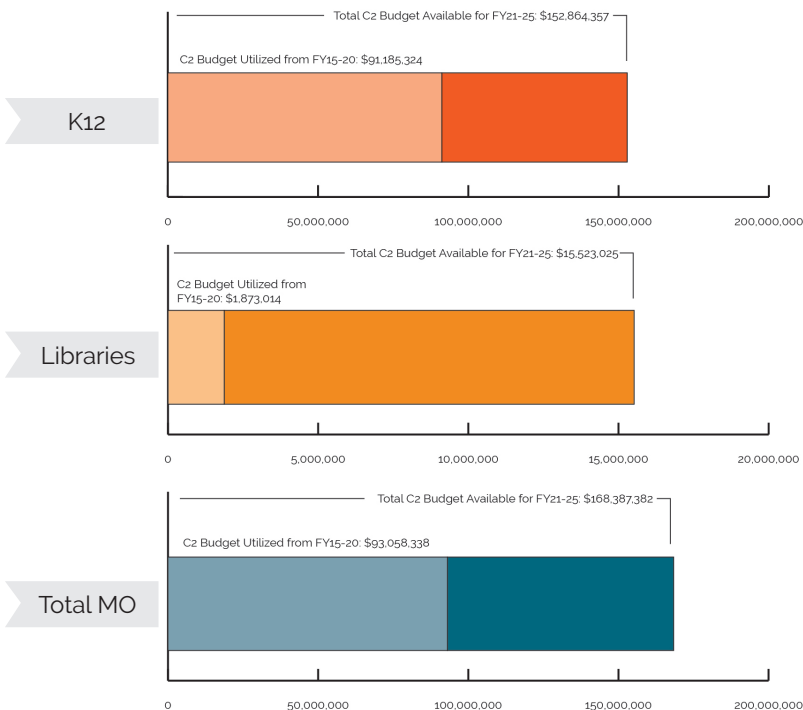 Total C2 Budget Available for FY21-25: $152,864,357
C2 Budget Utilized from FY15-20: $91,185,324
K12
0 50,000,000 100,000,000 150,000,000 200,000,000
Total C2 Budget Available for FY21-25: $15,523,025
C2 Budget Utilized from
FY15-20: $1,873,014
Libraries
0 5,000,000 10,000,000 15,000,000 20,000,000
Total C2 Budget Available for FY21-25: $168,387,382
C2 Budget Utilized from FY15-20: $93,058,338
Total MO
0 50,000,000 100,000,000 150,000,000 200,000,000